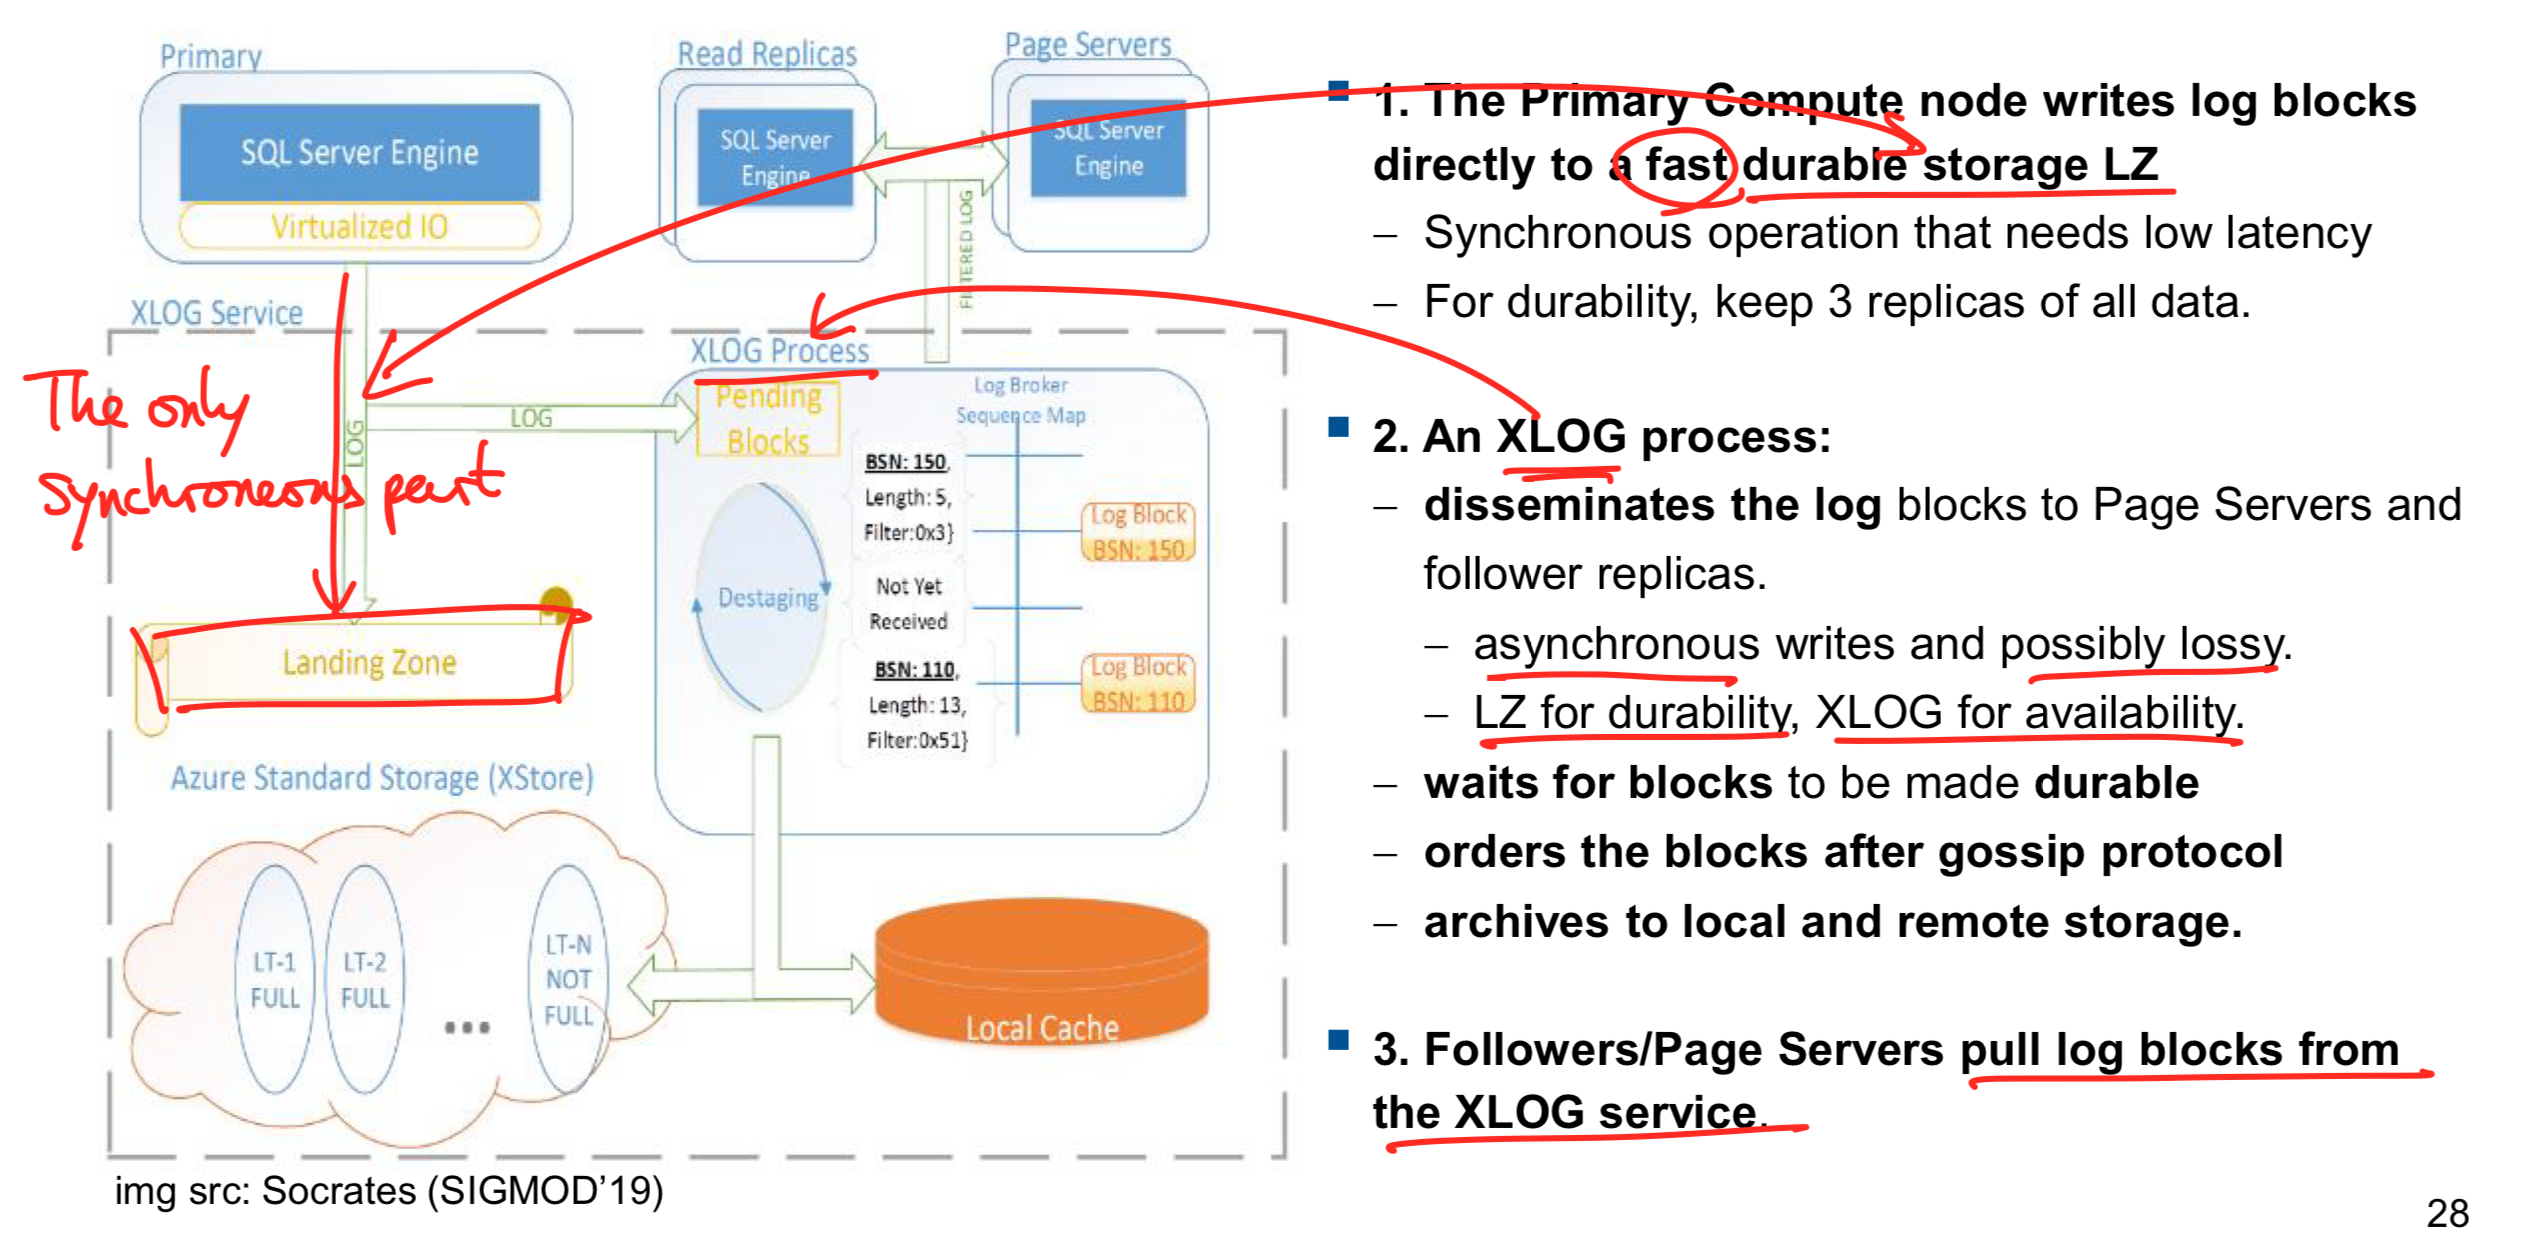 Primary
SQL Server Engine
Virtualized IO
Read Replicas
SQL Server
Engine
Page Servers
SQL Server
Engine
FILTERED LOG
XLOG Service
LOG
LOG
The only
Synchroneous part
Landing Zone
XLOG Process
Pending
Blocks
Log Broker
Sequence Map
BSN: 150,
Length: 5,
Filter:0x3}
Not Yet
Received
BSN: 110,
Length: 13,
Filter:0x51}
Log Block
BSN: 150
Log Block
BSN: 110
Destaging
Azure Standard Storage (XStore)
LT-1
FULL
LT-2
FULL
...
LT-N
NOT
FULL
Local Cache
img src: Socrates (SIGMOD’19)
1. The Primary Compute node writes log blocks
directly to a fast durable storage LZ
– Synchronous operation that needs low latency
– For durability, keep 3 replicas of all data.
2. An XLOG process:
– disseminates the log blocks to Page Servers and
follower replicas.
– asynchronous writes and possibly lossy.
– LZ for durability, XLOG for availability.
– waits for blocks to be made durable
– orders the blocks after gossip protocol
– archives to local and remote storage.
3. Followers/Page Servers pull log blocks from
the XLOG service.
28